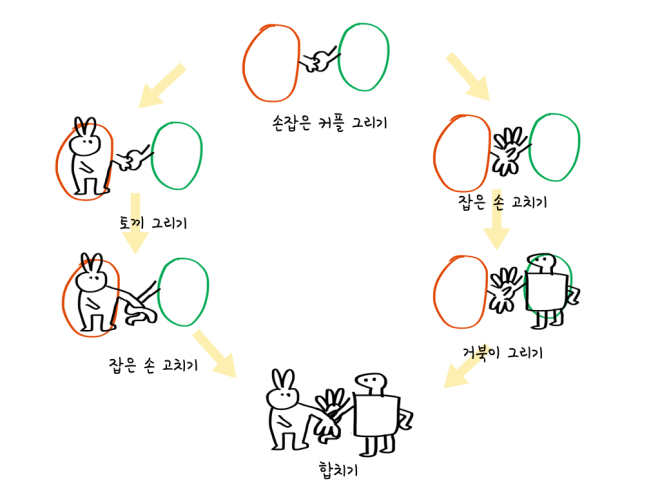 손잡은 커플 그리기
토끼 그리기
잡은 손 고치기
잡은 손 고치기
거북이 그리기
합치기